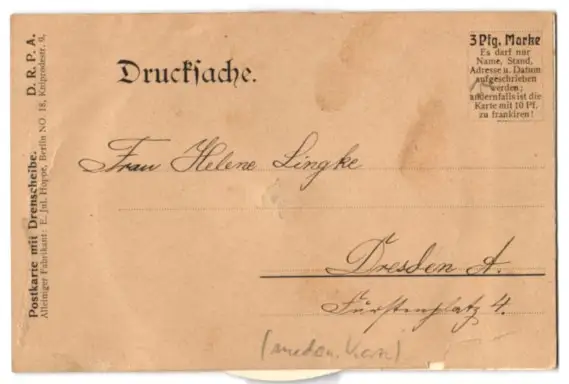 Postkarte mit Drehscheibe. D. R. P. A.
Alleiniger Fabrikant: E. Jul. Hoppe, Berlin NO. 18, Kniprodestr. 9.
Drucksache.
3 Pfg. Marke
Es darf nur
Name, Stand,
Adresse u. Datum
aufgeschrieben
werden;
andernfalls ist die
Karte mit 10 Pf.
zu frankiren!
Frau Helene Lingke
Dresden A.
Fürstenplatz 4.